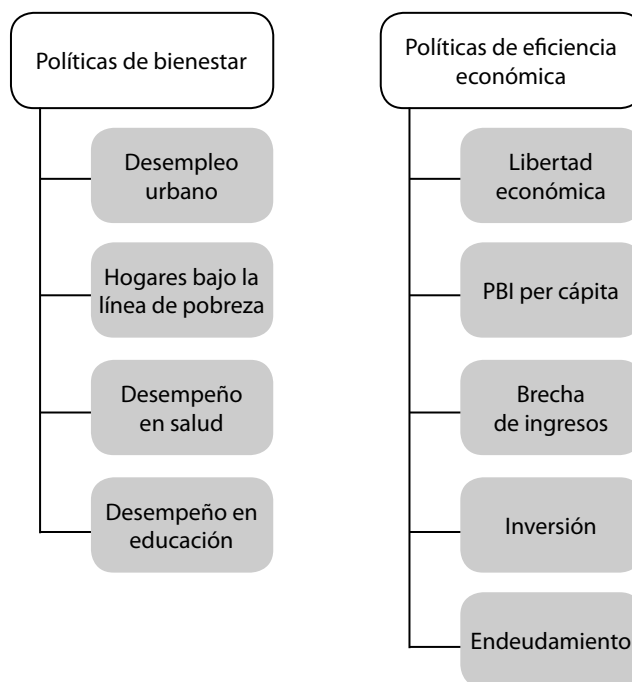 Políticas de bienestar
Desempleo
urbano
Hogares bajo la
línea de pobreza
Desempeño
en salud
Desempeño en
educación
Políticas de eficiencia
económica
Libertad
económica
PBI per cápita
Brecha
de ingresos
Inversión
Endeudamiento